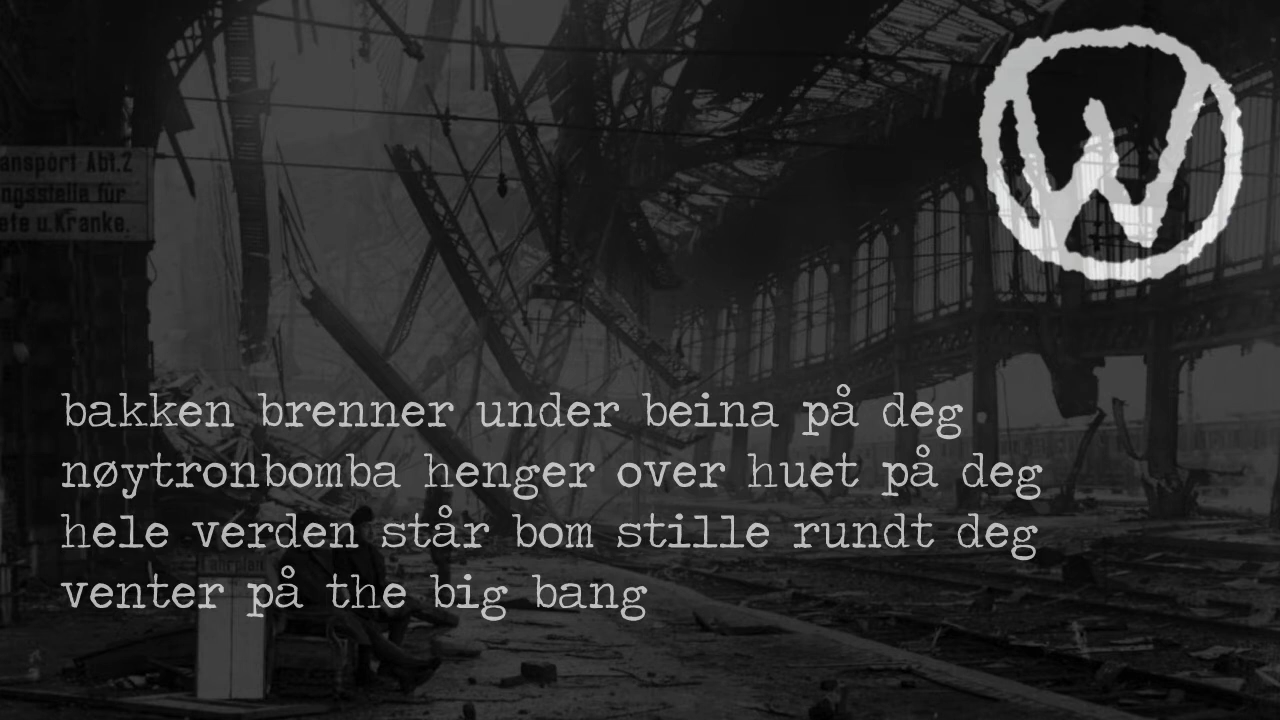 ansport Abt.2
ngsstelle für
ete u.Kranke.
W
bakken brenner under beina på deg
nøytronbomba henger over huet på deg
hele verden står bom stille rundt deg
venter på the big bang
Fahrplan